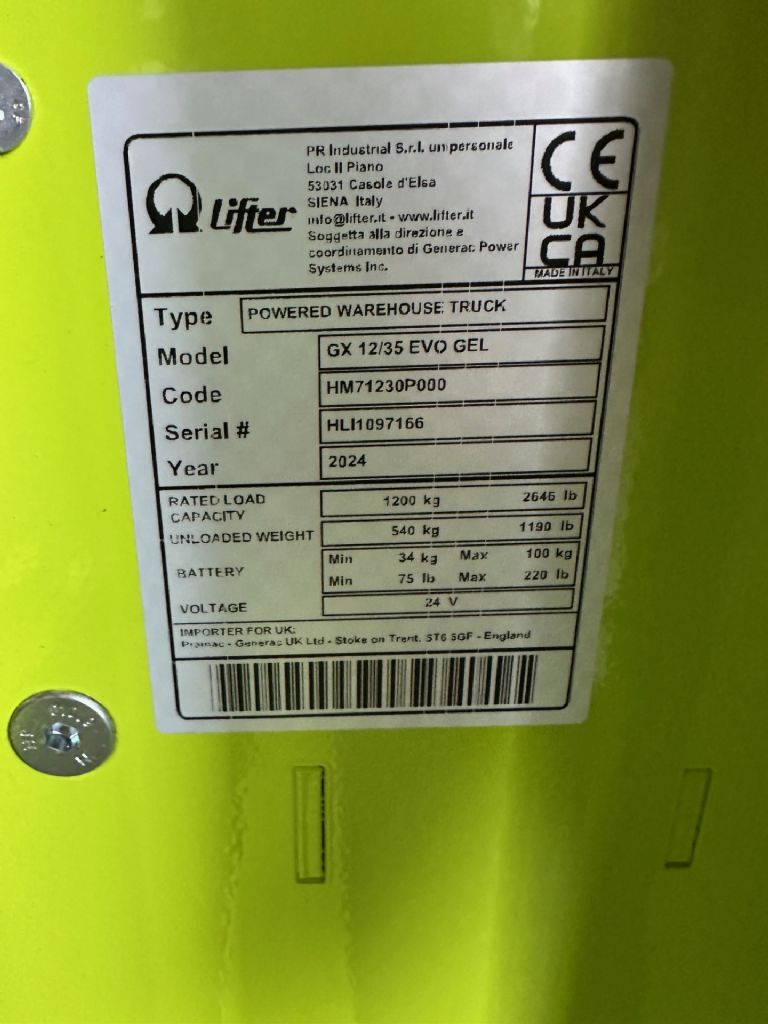 PR Industrial S.r.l. unipersonale
Loc Il Piano
53031 Casole d'Elsa
SIENA Italy
info@lifter.it - www.lifter.it
Soggetta alla direzione e
coordinamento di Generac Power
Systems Inc.
Lifter
CE
UK
CA
MADE IN ITALY
Type POWERED WAREHOUSE TRUCK
Model GX 12/35 EVO GEL
Code HM71230P000
Serial # HLI1097166
Year 2024
RATED LOAD CAPACITY 1200 kg 2646 lb
UNLOADED WEIGHT 540 kg 1190 lb
BATTERY Min 34 kg Max 100 kg
Min 75 lb Max 220 lb
VOLTAGE 24 V
IMPORTER FOR UK:
Pramac - Generac UK Ltd - Stoke on Trent. ST6 5GF - England